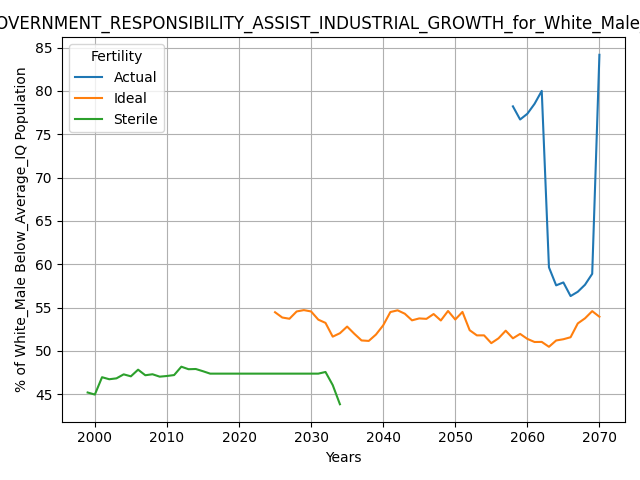 OVERNMENT_RESPONSIBILITY_ASSIST_INDUSTRIAL_GROWTH_for_White_Male
Fertility
Actual
Ideal
Sterile
% of White_Male Below_Average_IQ Population
85
80
75
70
65
60
55
50
45
2000
2010
2020
2030
2040
2050
2060
2070
Years